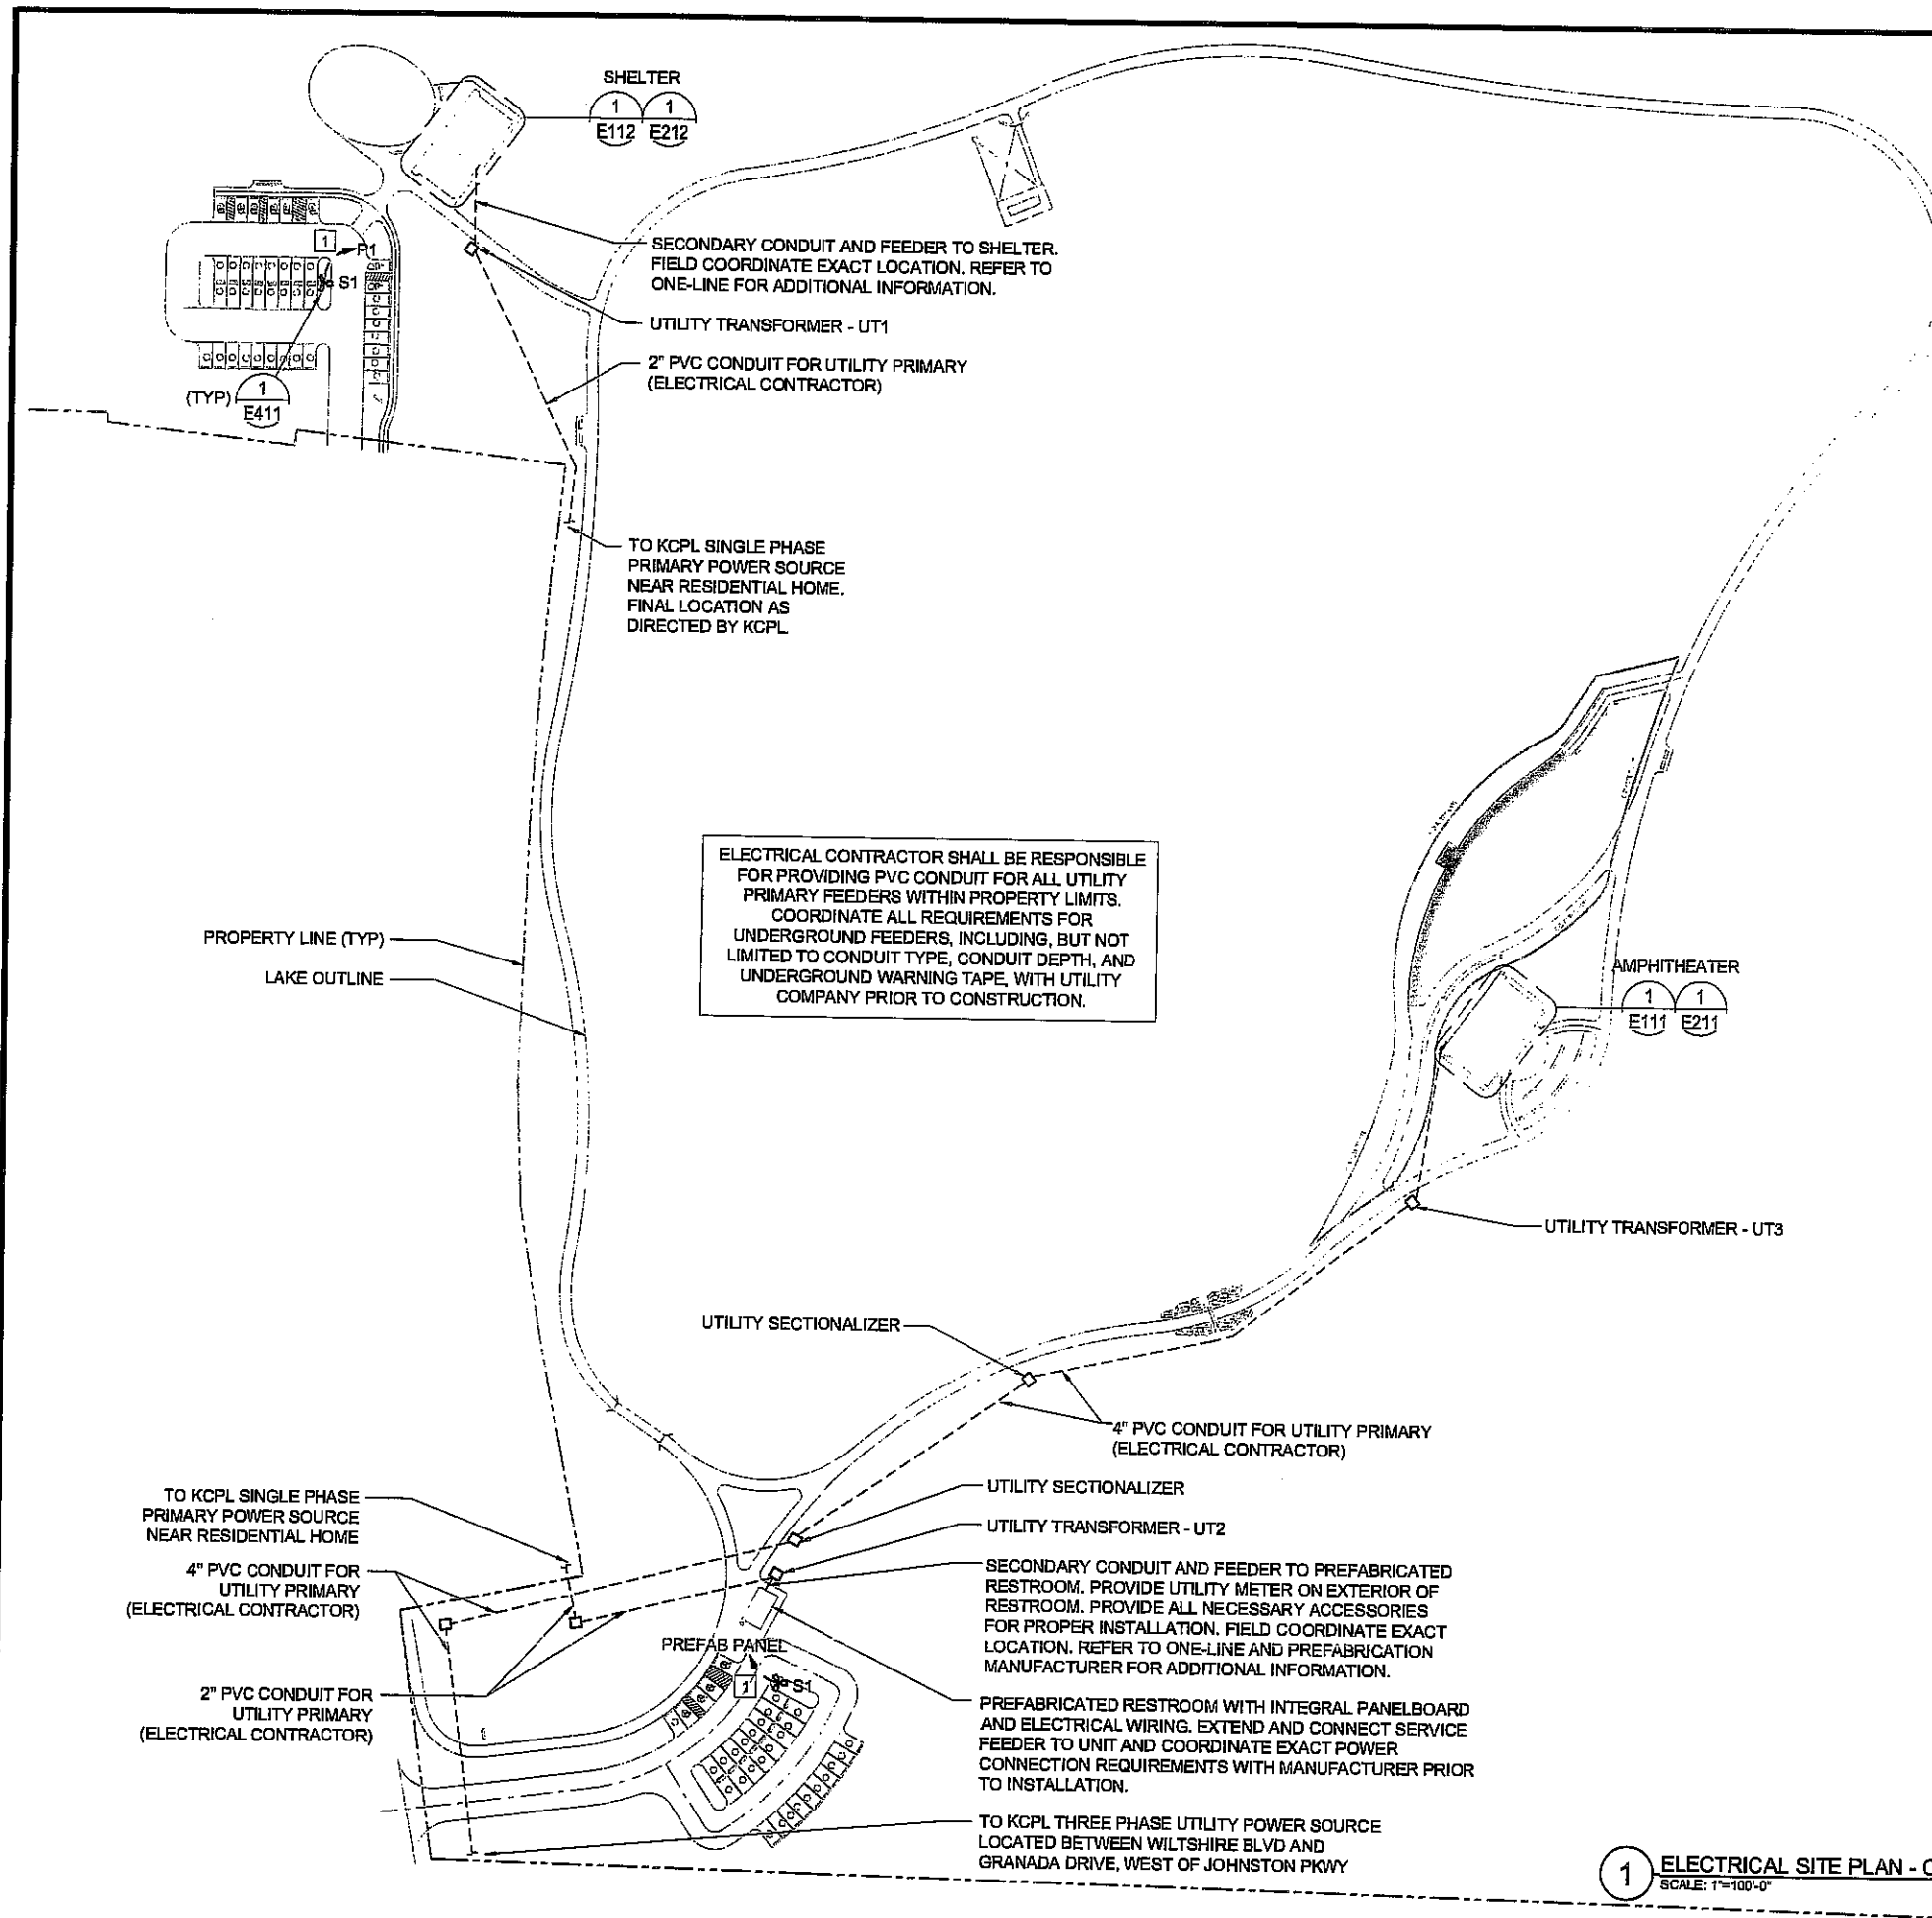 SHELTER
1 1
E112 E212
SECONDARY CONDUIT AND FEEDER TO SHELTER.
FIELD COORDINATE EXACT LOCATION. REFER TO
ONE-LINE FOR ADDITIONAL INFORMATION.
1
P1
S1
UTILITY TRANSFORMER - UT1
2" PVC CONDUIT FOR UTILITY PRIMARY
(ELECTRICAL CONTRACTOR)
(TYP)
1
E411
TO KCPL SINGLE PHASE
PRIMARY POWER SOURCE
NEAR RESIDENTIAL HOME.
FINAL LOCATION AS
DIRECTED BY KCPL
ELECTRICAL CONTRACTOR SHALL BE RESPONSIBLE
FOR PROVIDING PVC CONDUIT FOR ALL UTILITY
PRIMARY FEEDERS WITHIN PROPERTY LIMITS.
COORDINATE ALL REQUIREMENTS FOR
UNDERGROUND FEEDERS, INCLUDING, BUT NOT
LIMITED TO CONDUIT TYPE, CONDUIT DEPTH, AND
UNDERGROUND WARNING TAPE, WITH UTILITY
COMPANY PRIOR TO CONSTRUCTION.
PROPERTY LINE (TYP)
LAKE OUTLINE
AMPHITHEATER
1 1
E111 E211
UTILITY TRANSFORMER - UT3
UTILITY SECTIONALIZER
4" PVC CONDUIT FOR UTILITY PRIMARY
(ELECTRICAL CONTRACTOR)
UTILITY SECTIONALIZER
UTILITY TRANSFORMER - UT2
TO KCPL SINGLE PHASE
PRIMARY POWER SOURCE
NEAR RESIDENTIAL HOME
4" PVC CONDUIT FOR
UTILITY PRIMARY
(ELECTRICAL CONTRACTOR)
SECONDARY CONDUIT AND FEEDER TO PREFABRICATED
RESTROOM. PROVIDE UTILITY METER ON EXTERIOR OF
RESTROOM. PROVIDE ALL NECESSARY ACCESSORIES
FOR PROPER INSTALLATION. FIELD COORDINATE EXACT
LOCATION. REFER TO ONE-LINE AND PREFABRICATION
MANUFACTURER FOR ADDITIONAL INFORMATION.
PREFAB PANEL
1
S1
2" PVC CONDUIT FOR
UTILITY PRIMARY
(ELECTRICAL CONTRACTOR)
PREFABRICATED RESTROOM WITH INTEGRAL PANELBOARD
AND ELECTRICAL WIRING. EXTEND AND CONNECT SERVICE
FEEDER TO UNIT AND COORDINATE EXACT POWER
CONNECTION REQUIREMENTS WITH MANUFACTURER PRIOR
TO INSTALLATION.
TO KCPL THREE PHASE UTILITY POWER SOURCE
LOCATED BETWEEN WILTSHIRE BLVD AND
GRANADA DRIVE, WEST OF JOHNSTON PKWY
1 ELECTRICAL SITE PLAN -
SCALE: 1"=100'-0"